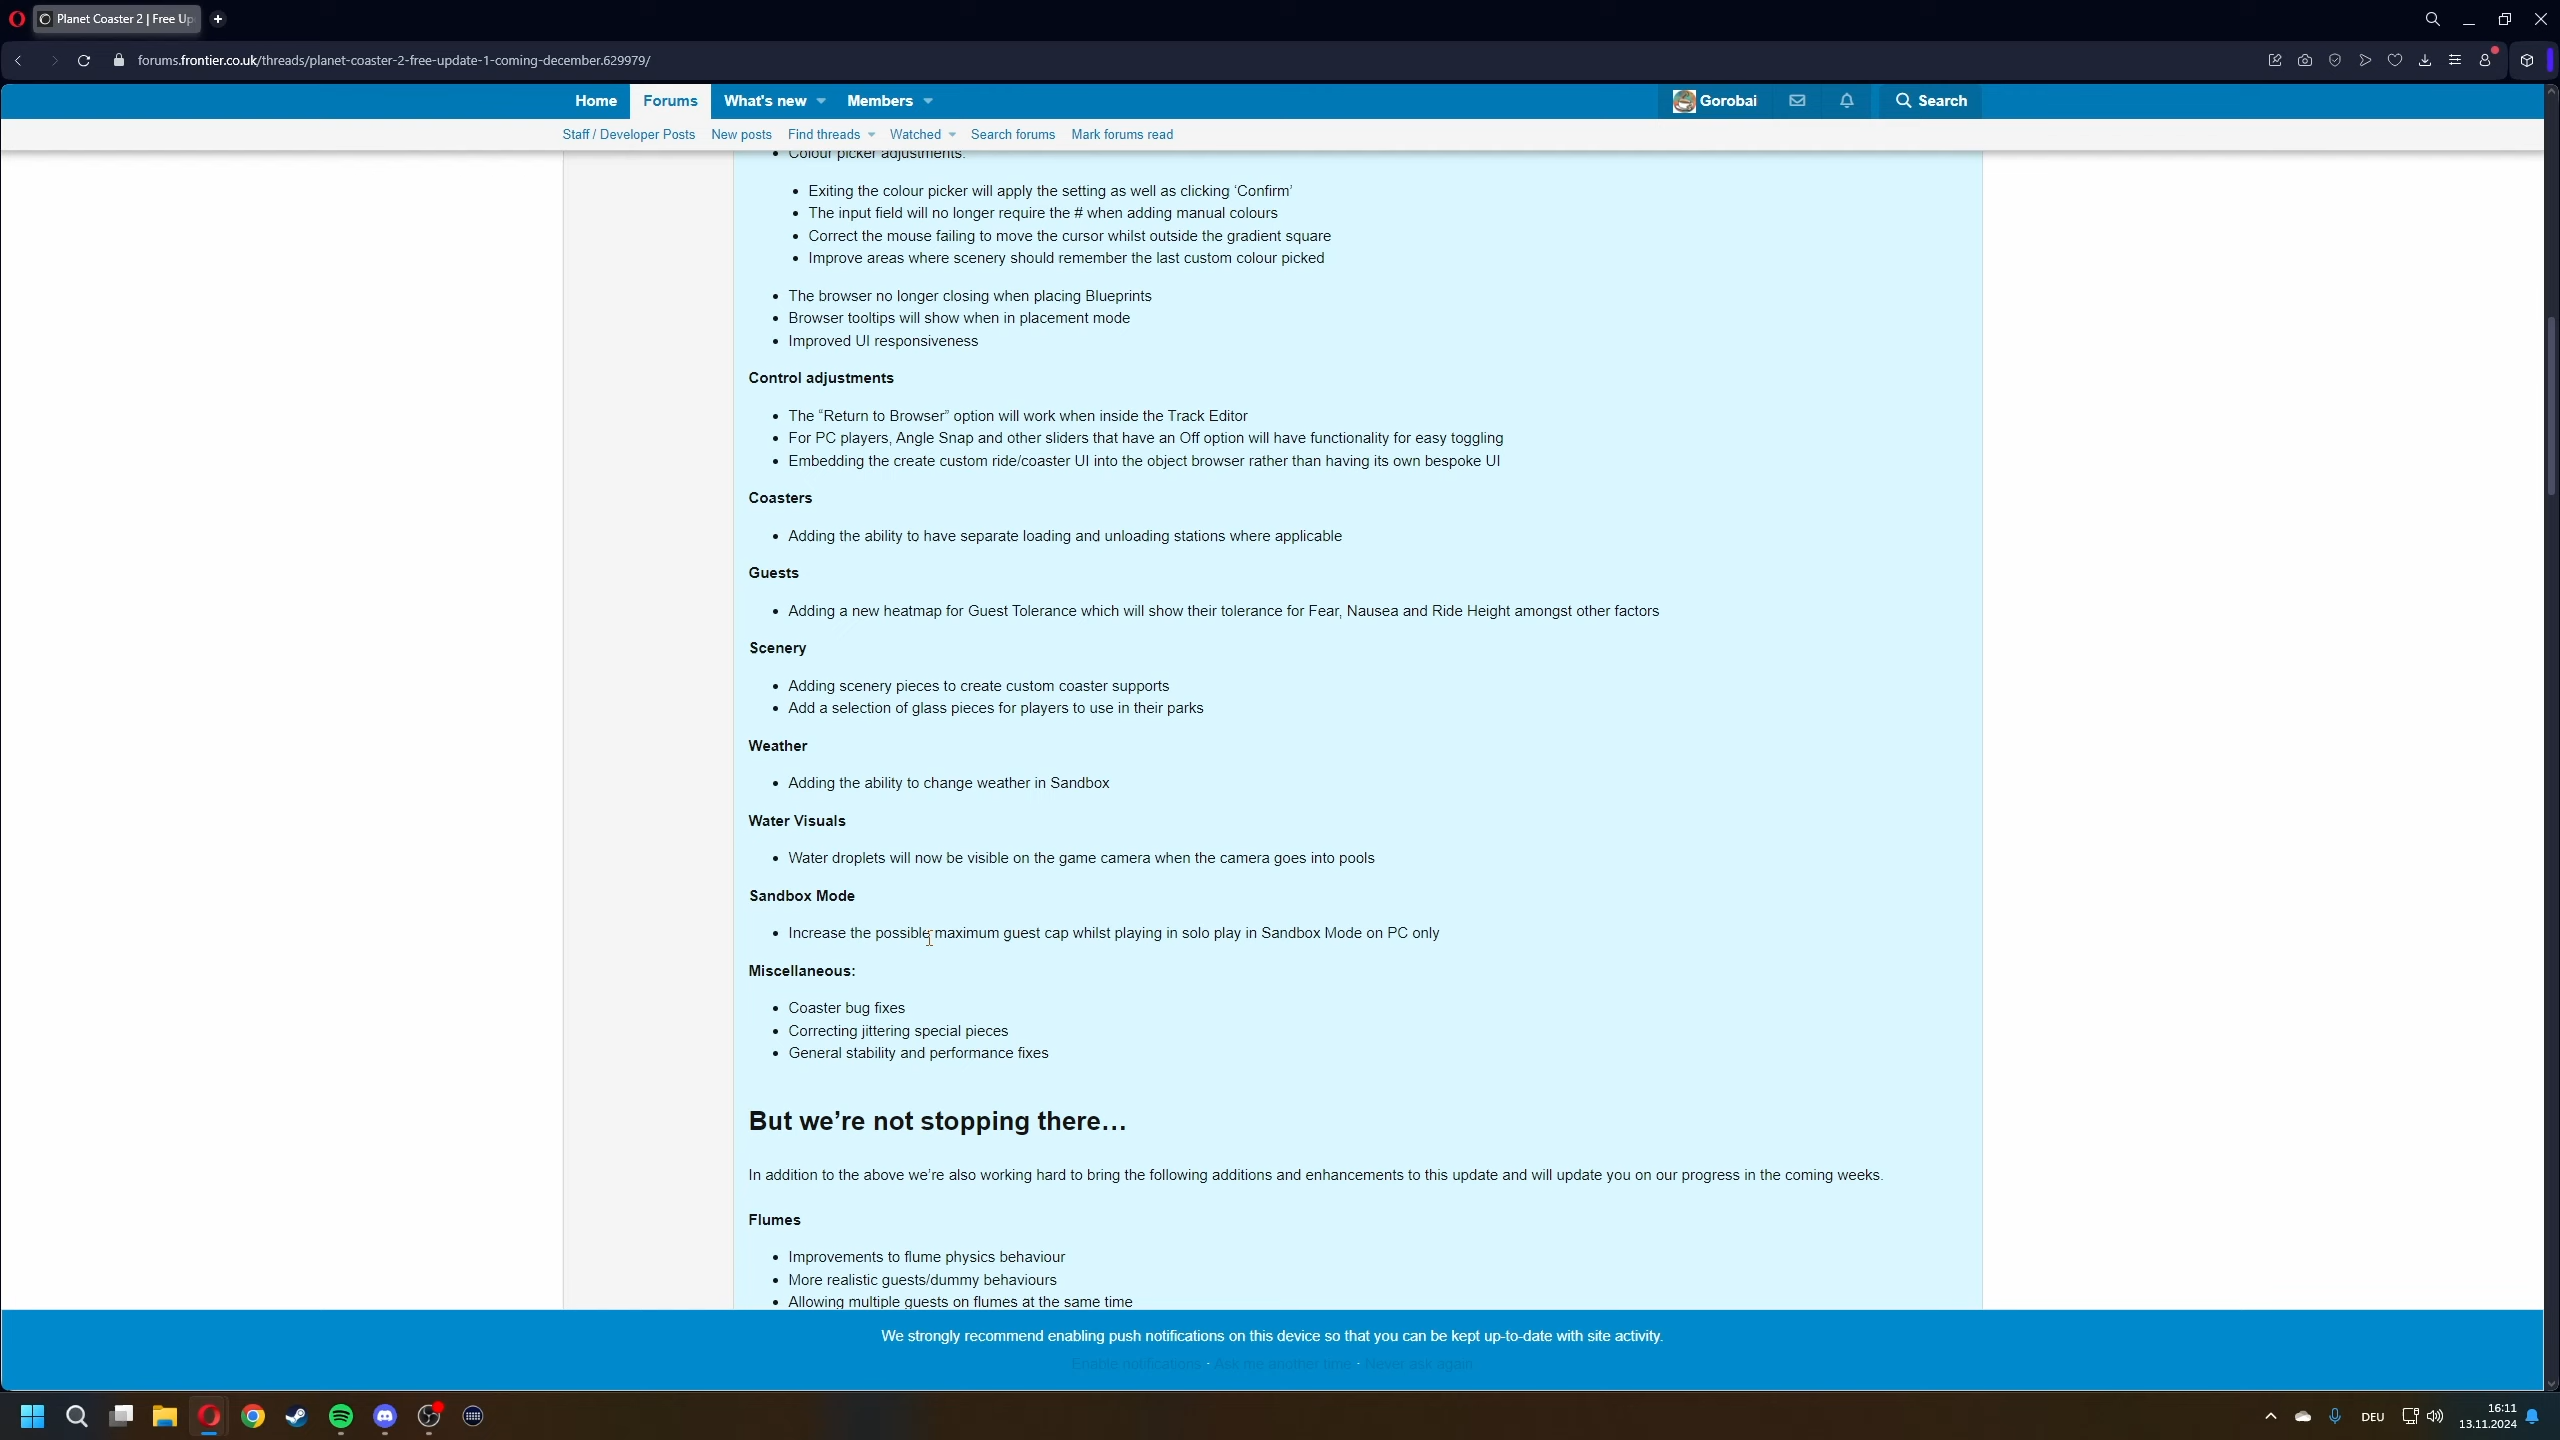 Planet Coaster 2 | Free Up
forums.frontier.co.uk/threads/planet-coaster-2-free-update-1-coming-december.629979/
Home Forums What's new Members Gorobai Search
Staff / Developer Posts New posts Find threads Watched Search forums Mark forums read
Colour picker adjustments:
Exiting the colour picker will apply the setting as well as clicking ‘Confirm’
The input field will no longer require the # when adding manual colours
Correct the mouse failing to move the cursor whilst outside the gradient square
Improve areas where scenery should remember the last custom colour picked
The browser no longer closing when placing Blueprints
Browser tooltips will show when in placement mode
Improved UI responsiveness
Control adjustments
The “Return to Browser” option will work when inside the Track Editor
For PC players, Angle Snap and other sliders that have an Off option will have functionality for easy toggling
Embedding the create custom ride/coaster UI into the object browser rather than having its own bespoke UI
Coasters
Adding the ability to have separate loading and unloading stations where applicable
Guests
Adding a new heatmap for Guest Tolerance which will show their tolerance for Fear, Nausea and Ride Height amongst other factors
Scenery
Adding scenery pieces to create custom coaster supports
Add a selection of glass pieces for players to use in their parks
Weather
Adding the ability to change weather in Sandbox
Water Visuals
Water droplets will now be visible on the game camera when the camera goes into pools
Sandbox Mode
Increase the possible maximum guest cap whilst playing in solo play in Sandbox Mode on PC only
Miscellaneous:
Coaster bug fixes
Correcting jittering special pieces
General stability and performance fixes
But we’re not stopping there…
In addition to the above we’re also working hard to bring the following additions and enhancements to this update and will update you on our progress in the coming weeks.
Flumes
Improvements to flume physics behaviour
More realistic guests/dummy behaviours
Allowing multiple guests on flumes at the same time
We strongly recommend enabling push notifications on this device so that you can be kept up-to-date with site activity.
Enable notifications · Ask me another time · Never ask again
DEU
16:11
13.11.2024